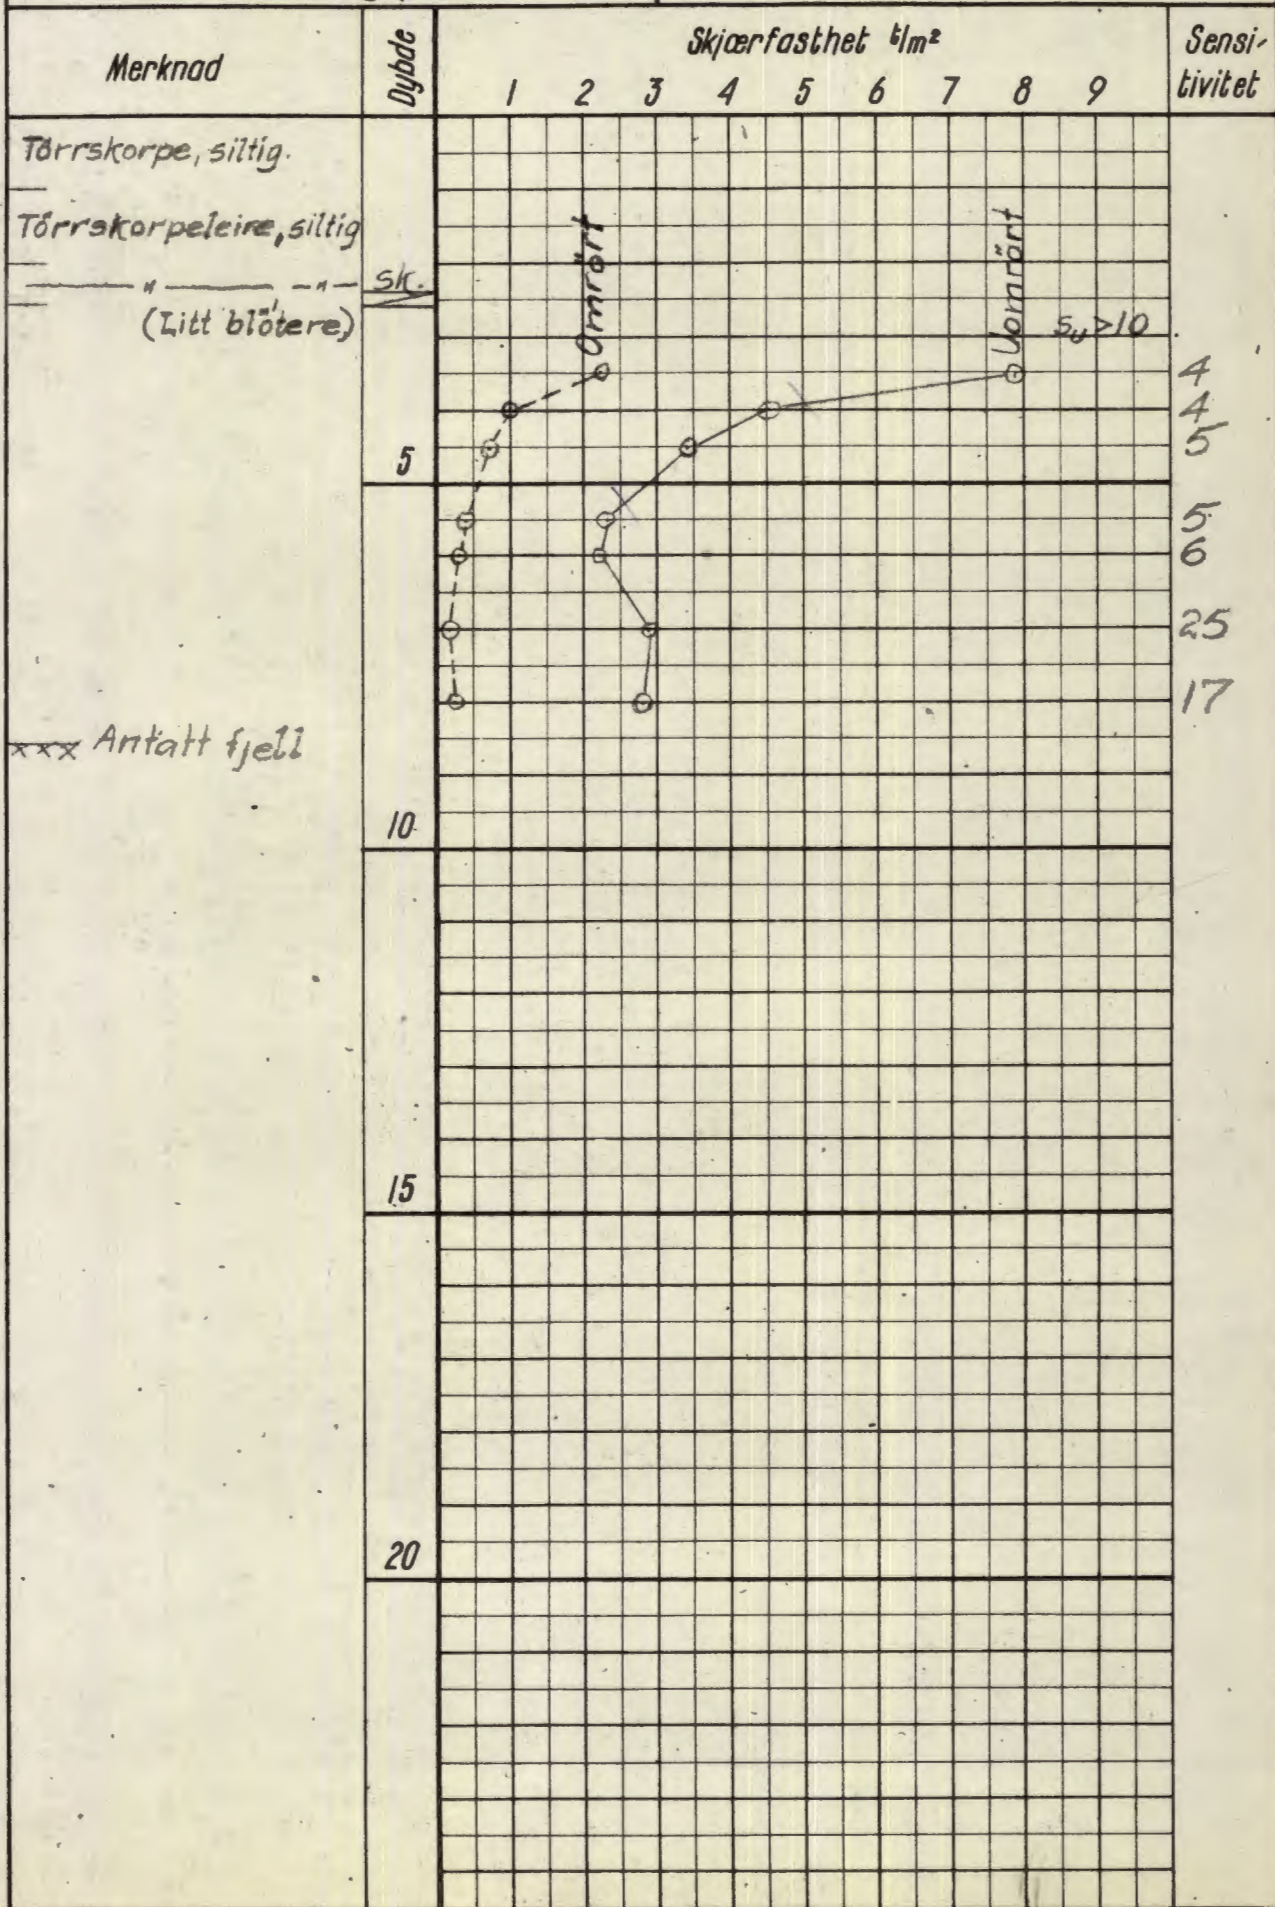 Merknad Dybde Skjærfasthet t/m² Sensi-
tivitet
1 2 3 4 5 6 7 8 9
Törrskorpe, siltig.
Törrskorpeleire, siltig
— " — - " - sk.
(Litt blötere)
Omrört
Uomrört
su >10
4
4
5
5
5
6
25
17
xxx Antatt fjell
10
15
20